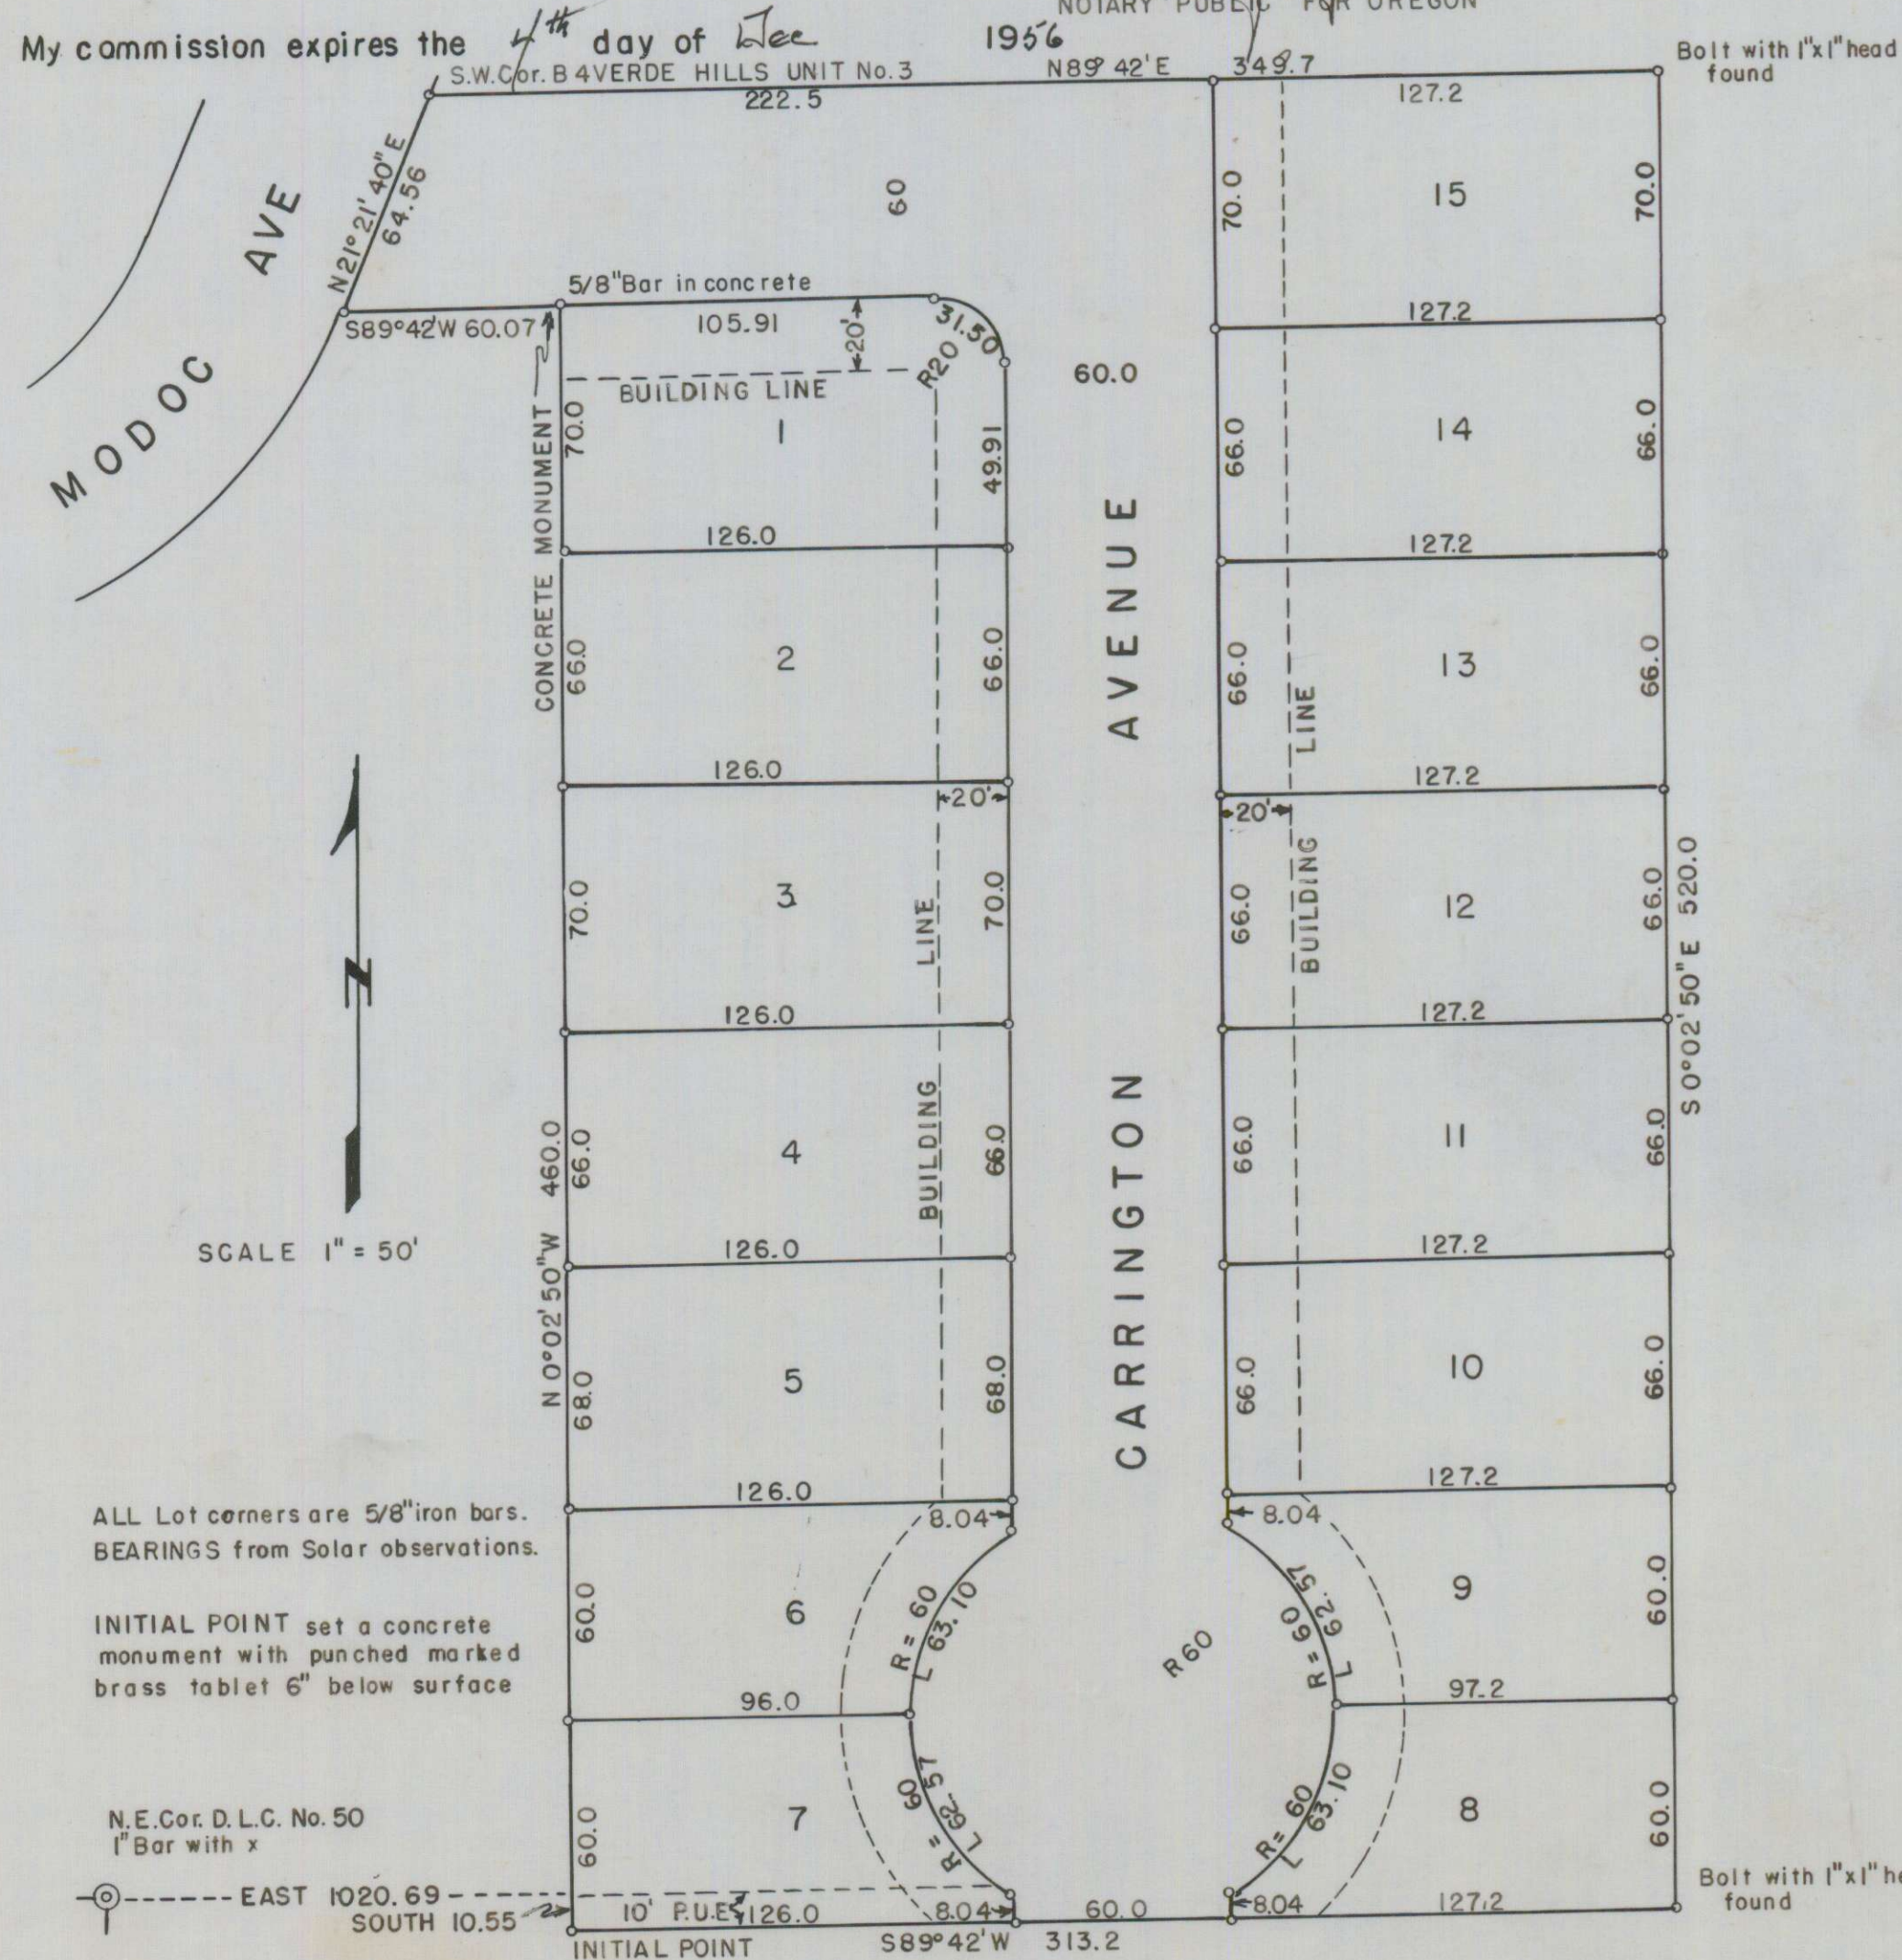 NOTARY PUBLIC FOR OREGON
My commission expires the 4th day of Dec 1956
S.W.Cor. B 4 VERDE HILLS UNIT No.3
N89° 42'E 349.7
Bolt with 1"x1" head
found
222.5
127.2
N21°21'40"E
64.56
MODOC AVE
60
70.0
15
70.0
5/8"Bar in concrete
S89°42'W 60.07
105.91
20'
31.50
R20
127.2
60.0
BUILDING LINE
CONCRETE MONUMENT
70.0
1
49.91
66.0
14
66.0
126.0
127.2
66.0
2
66.0
66.0
13
66.0
LINE
126.0
127.2
20'
20'
BUILDING
70.0
3
70.0
LINE
AVENUE
66.0
12
66.0
S 0°02'50"E 520.0
N
126.0
127.2
N 0°02'50"W 460.0
66.0
4
66.0
BUILDING
CARRINGTON
66.0
11
66.0
SCALE 1" = 50'
126.0
127.2
68.0
5
68.0
66.0
10
66.0
126.0
127.2
8.04
8.04
ALL Lot corners are 5/8"iron bars.
BEARINGS from Solar observations.
INITIAL POINT set a concrete
monument with punched marked
brass tablet 6" below surface
60.0
6
R = 60
L 63.10
R 60
R = 60
L 62.57
9
60.0
96.0
97.2
N.E.Cor. D.L.C. No. 50
1" Bar with x
60.0
7
R = 60
L 62.57
R = 60
L 63.10
8
60.0
Bolt with 1"x1" he
found
EAST 1020.69
SOUTH 10.55
10' P.U.E.
126.0
8.04
60.0
8.04
127.2
INITIAL POINT
S89°42'W 313.2